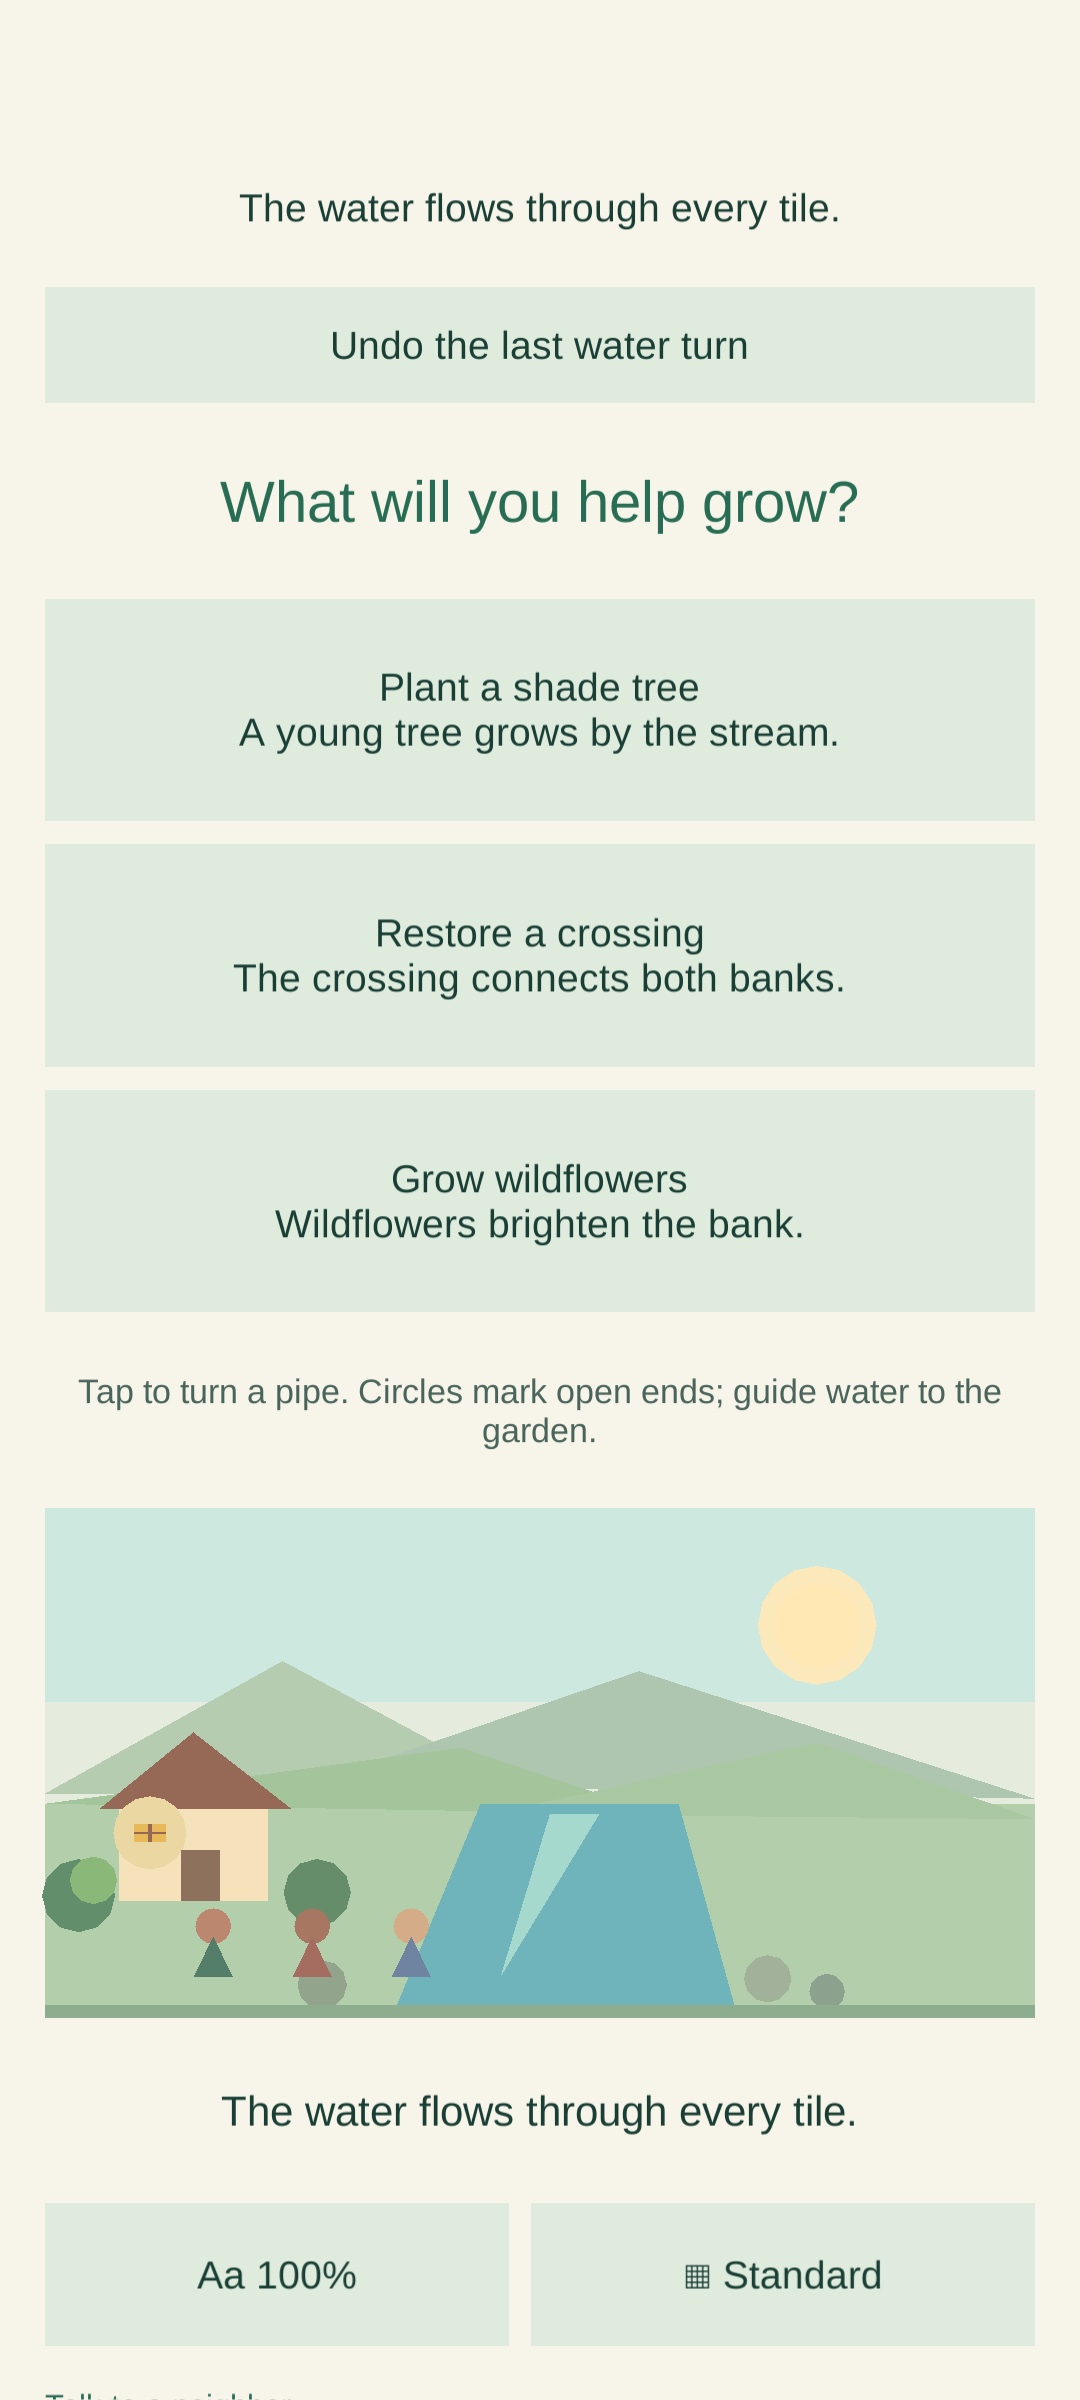 The water flows through every tile.
Undo the last water turn
What will you help grow?
Plant a shade tree
A young tree grows by the stream.
Restore a crossing
The crossing connects both banks.
Grow wildflowers
Wildflowers brighten the bank.
Tap to turn a pipe. Circles mark open ends; guide water to the
garden.
The water flows through every tile.
Aa 100%
▦ Standard
Talk to a neighbor